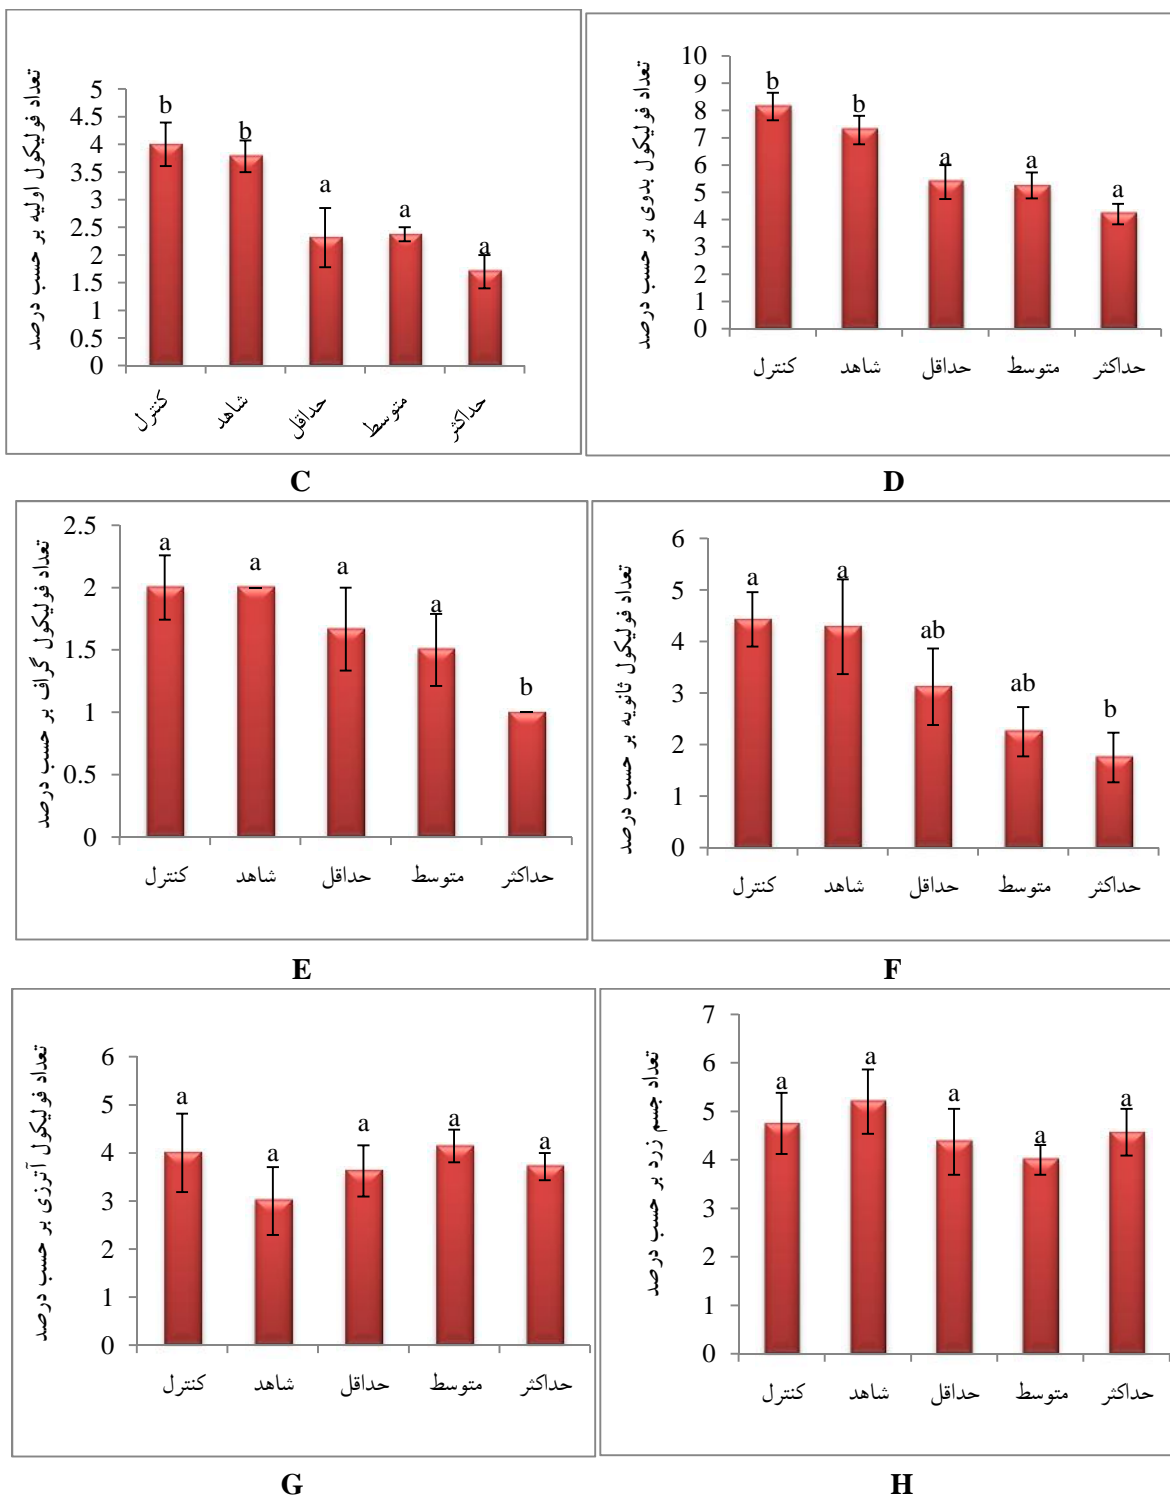 تعداد فولیکول اولیه بر حسب درصد
5
4.5
4
3.5
3
2.5
2
1.5
1
0.5
0
b
b
a
a
a
کنترل
شاهد
حداقل
متوسط
حداکثر
C
تعداد فولیکول بدوی بر حسب درصد
10
9
8
7
6
5
4
3
2
1
0
b
b
a
a
a
کنترل
شاهد
حداقل
متوسط
حداکثر
D
تعداد فولیکول گراف بر حسب درصد
2.5
2
1.5
1
0.5
0
a
a
a
a
b
کنترل
شاهد
حداقل
متوسط
حداکثر
E
تعداد فولیکول ثانویه بر حسب درصد
6
5
4
3
2
1
0
a
a
ab
ab
b
کنترل
شاهد
حداقل
متوسط
حداکثر
F
تعداد فولیکول آترزی بر حسب درصد
6
5
4
3
2
1
0
a
a
a
a
a
کنترل
شاهد
حداقل
متوسط
حداکثر
G
تعداد جسم زرد بر حسب درصد
7
6
5
4
3
2
1
0
a
a
a
a
a
کنترل
شاهد
حداقل
متوسط
حداکثر
H